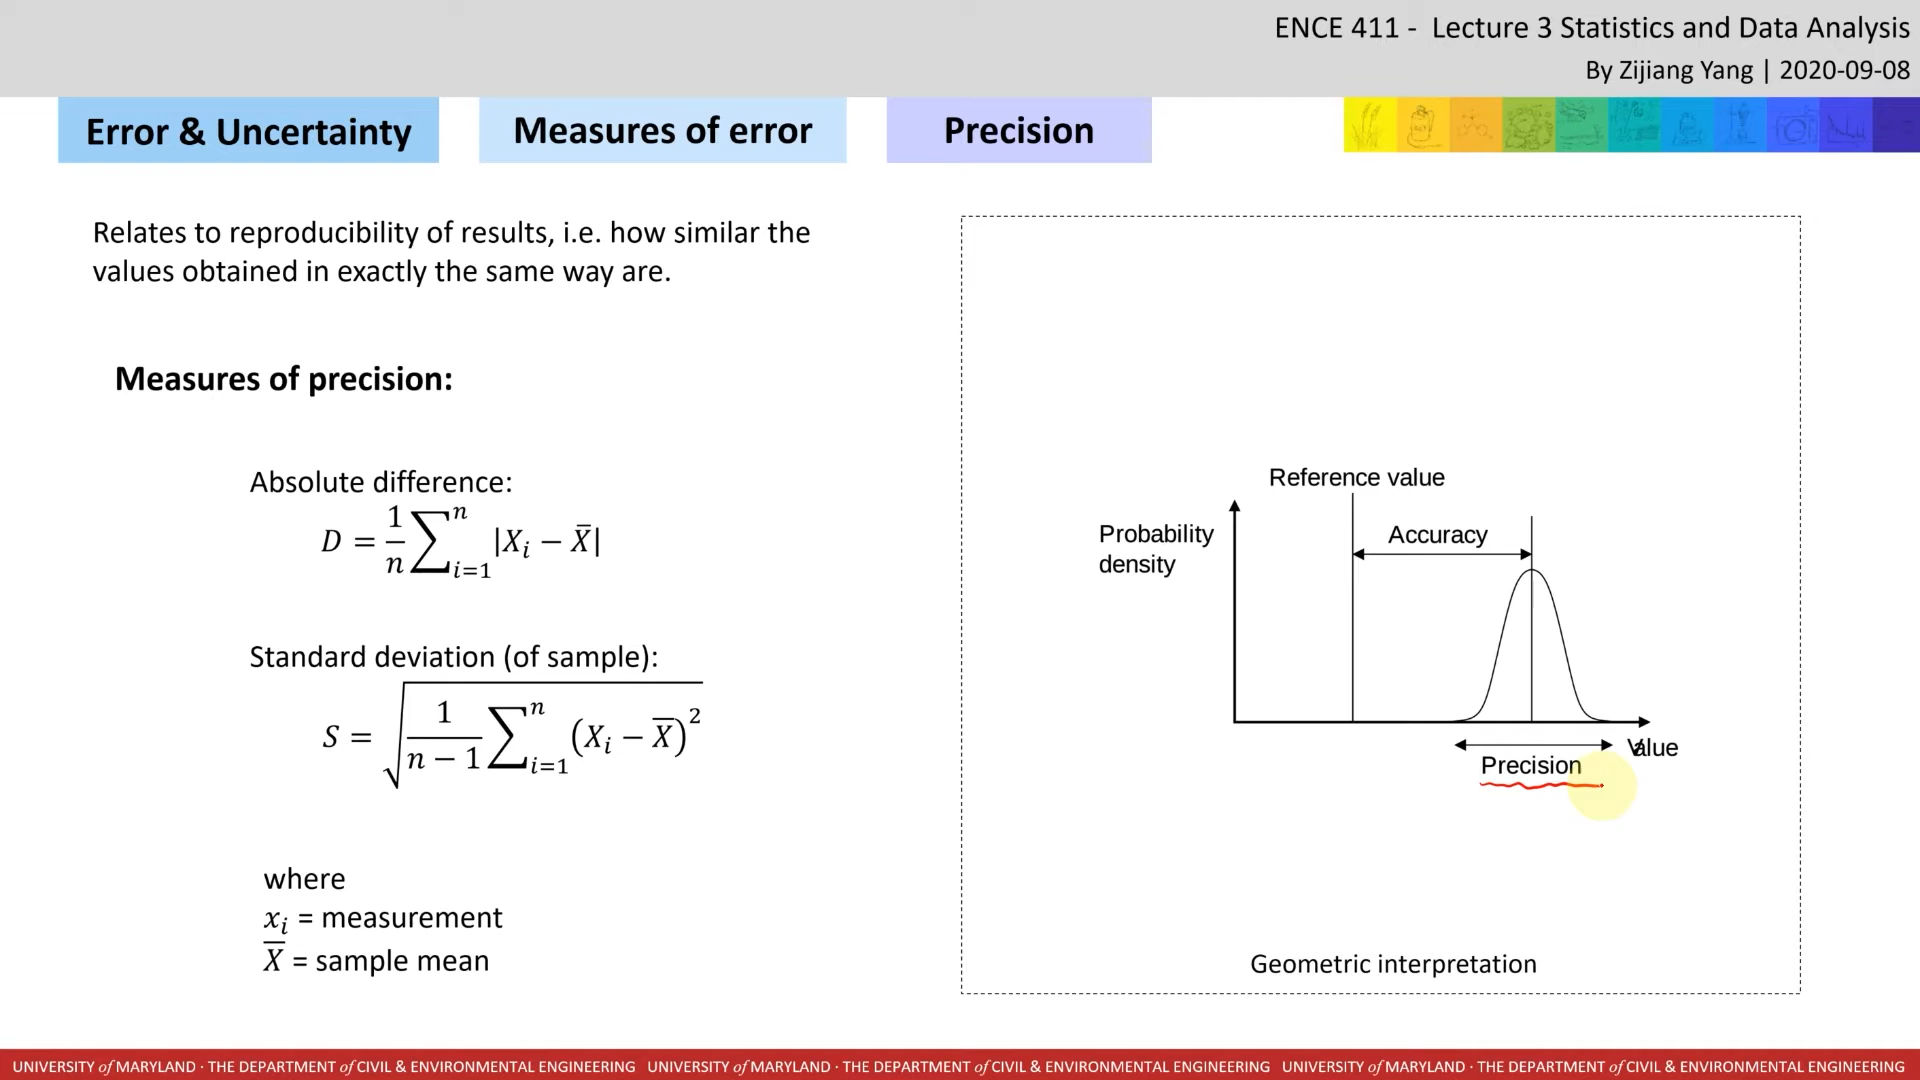 ENCE 411 -  Lecture 3 Statistics and Data Analysis
By Zijiang Yang | 2020-09-08
Error & Uncertainty
Measures of error
Precision
Relates to reproducibility of results, i.e. how similar the
values obtained in exactly the same way are.
Measures of precision:
Absolute difference:
D = 1/n ∑_{i=1}^{n} |X_i − X̄|
Standard deviation (of sample):
S = √(1/(n − 1) ∑_{i=1}^{n} (X_i − X̄)²)
where
x_i = measurement
X̄ = sample mean
Reference value
Probability
density
Accuracy
Value
Precision
Geometric interpretation
UNIVERSITY of MARYLAND · THE DEPARTMENT of CIVIL & ENVIRONMENTAL ENGINEERING UNIVERSITY of MARYLAND · THE DEPARTMENT of CIVIL & ENVIRONMENTAL ENGINEERING UNIVERSITY of MARYLAND · THE DEPARTMENT of CIVIL & ENVIRONMENTAL ENGINEERING